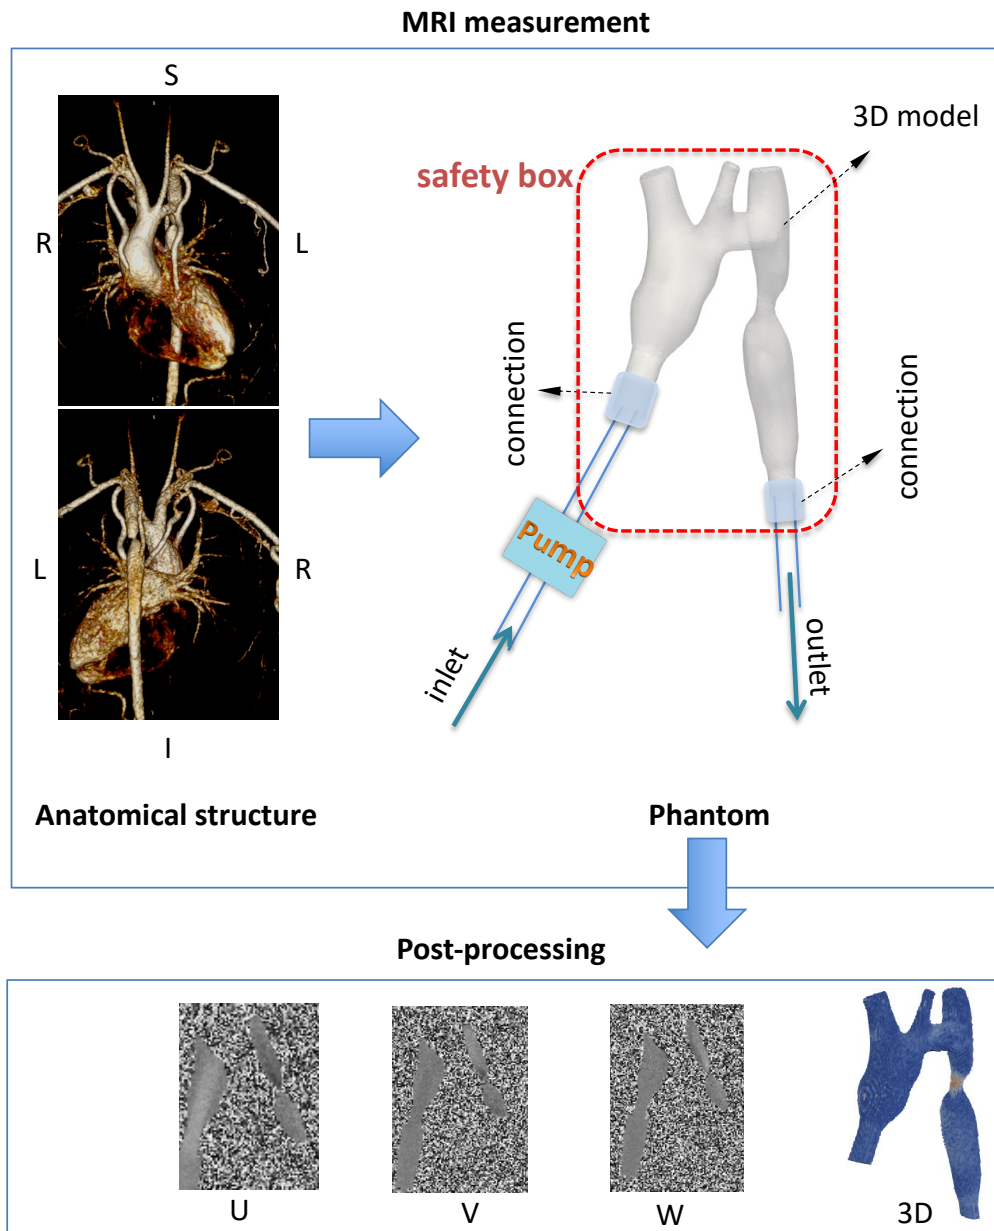 MRI measurement
S
R
L
L
R
I
Anatomical structure
safety box
3D model
connection
connection
Pump
inlet
outlet
Phantom
Post-processing
U
V
W
3D